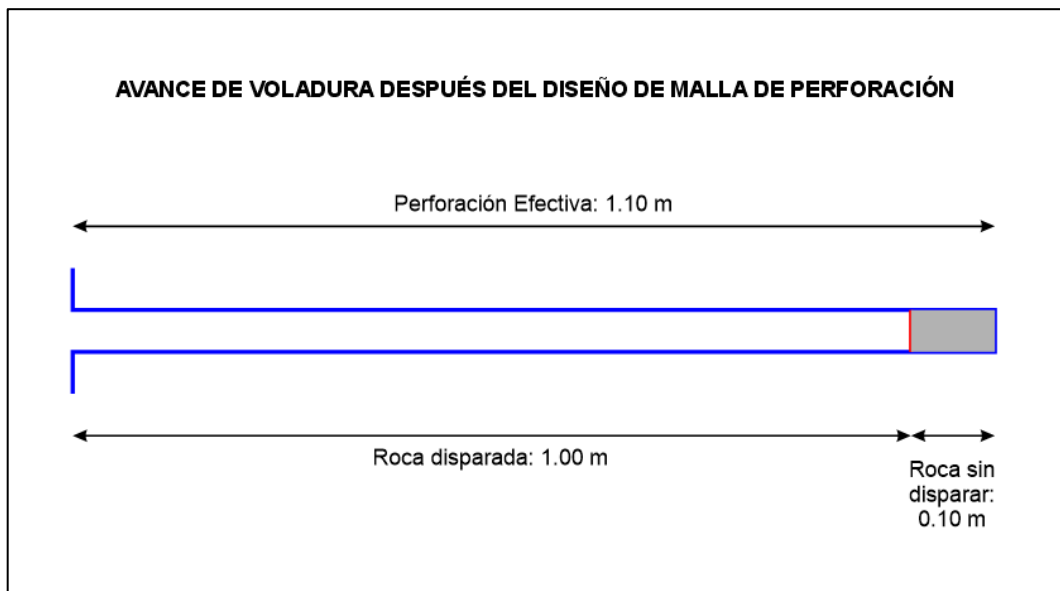 AVANCE DE VOLADURA DESPUÉS DEL DISEÑO DE MALLA DE PERFORACIÓN
Perforación Efectiva: 1.10 m
Roca disparada: 1.00 m
Roca sin
disparar:
0.10 m